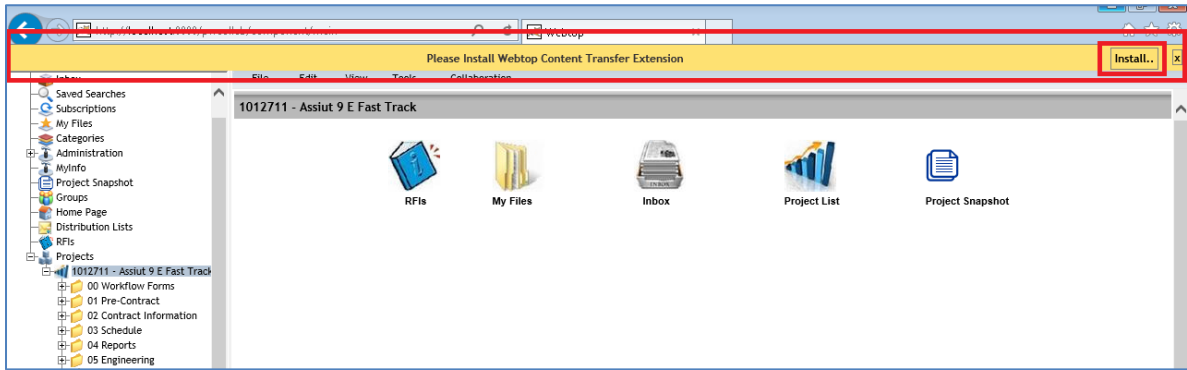 Webtop
Please Install Webtop Content Transfer Extension
Install..
x
Inbox
File Edit View Tools Collaboration
Saved Searches
Subscriptions
My Files
Categories
Administration
MyInfo
Project Snapshot
Groups
Home Page
Distribution Lists
RFIs
Projects
1012711 - Assiut 9 E Fast Track
00 Workflow Forms
01 Pre-Contract
02 Contract Information
03 Schedule
04 Reports
05 Engineering
1012711 - Assiut 9 E Fast Track
INBOX
RFIs
My Files
Inbox
Project List
Project Snapshot